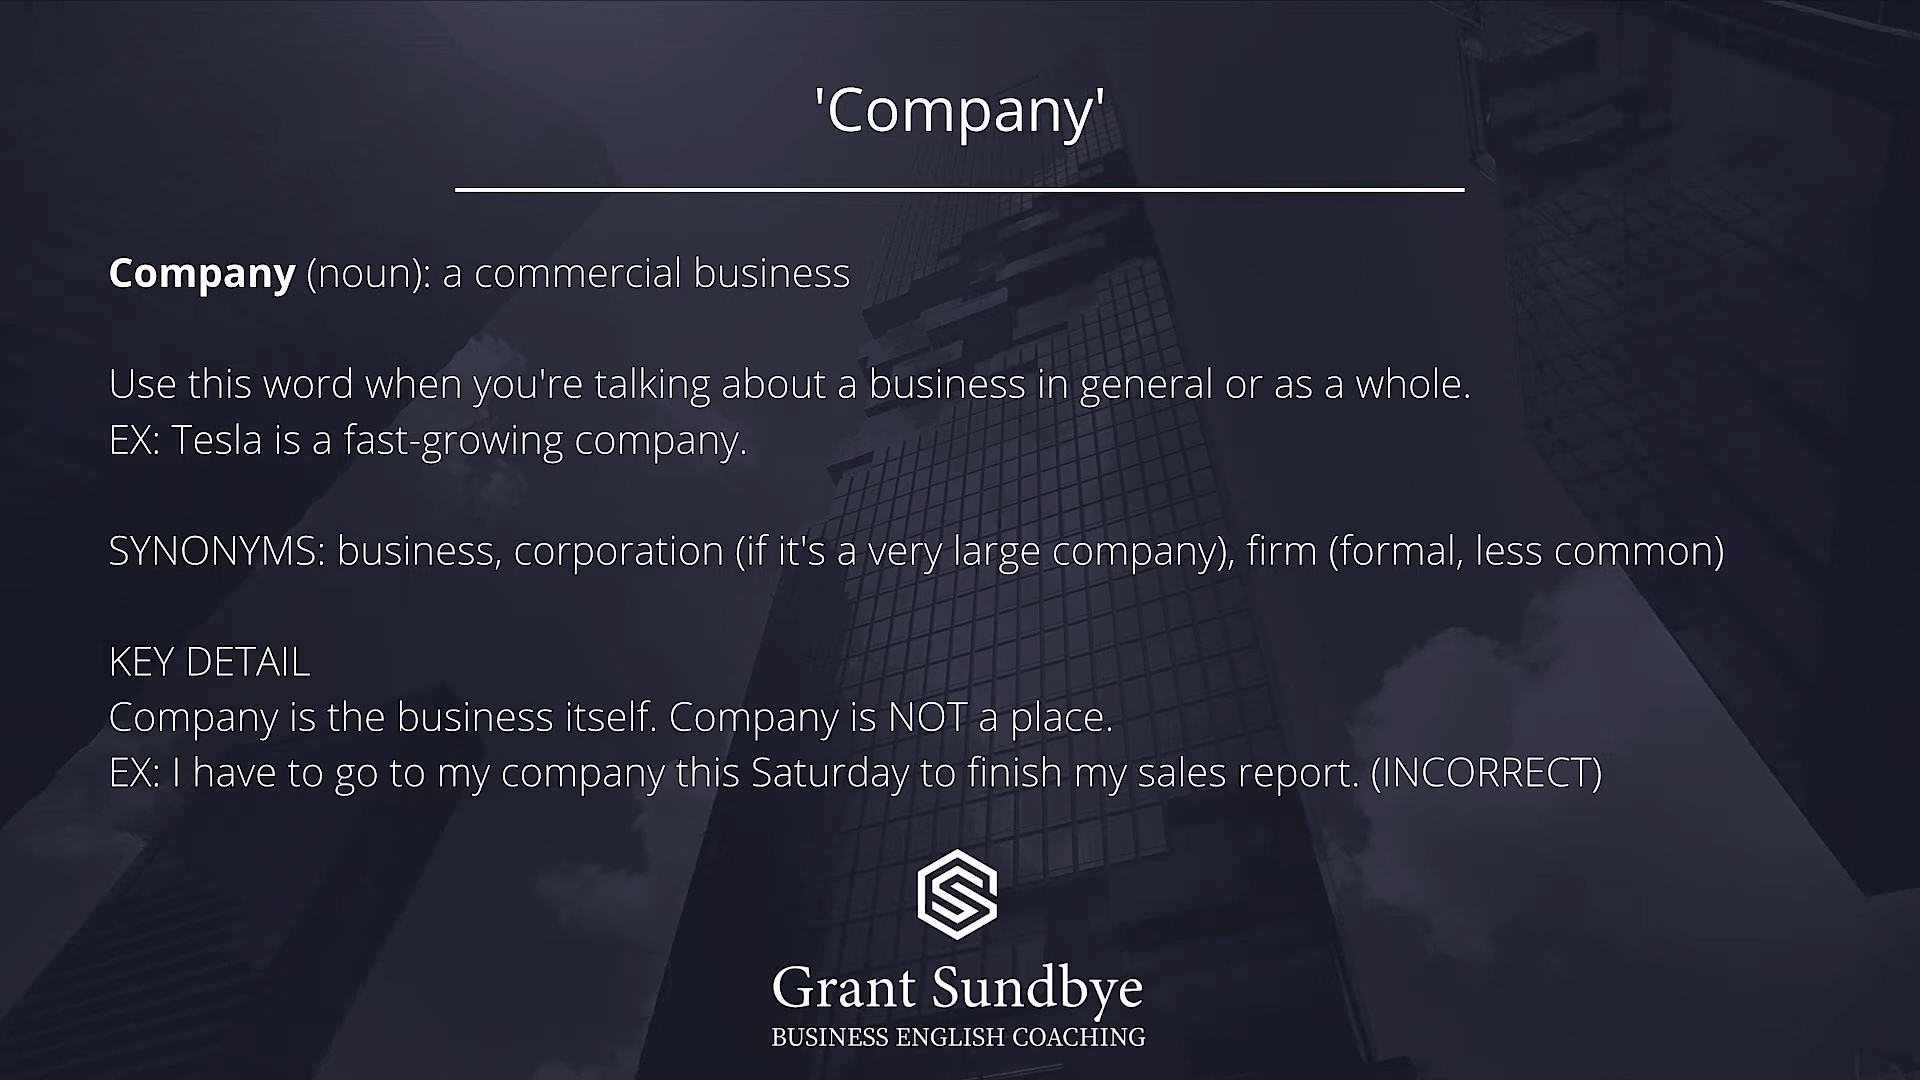 'Company'
Company (noun): a commercial business
Use this word when you're talking about a business in general or as a whole.
EX: Tesla is a fast-growing company.
SYNONYMS: business, corporation (if it's a very large company), firm (formal, less common)
KEY DETAIL
Company is the business itself. Company is NOT a place.
EX: I have to go to my company this Saturday to finish my sales report. (INCORRECT)
Grant Sundbye
BUSINESS ENGLISH COACHING